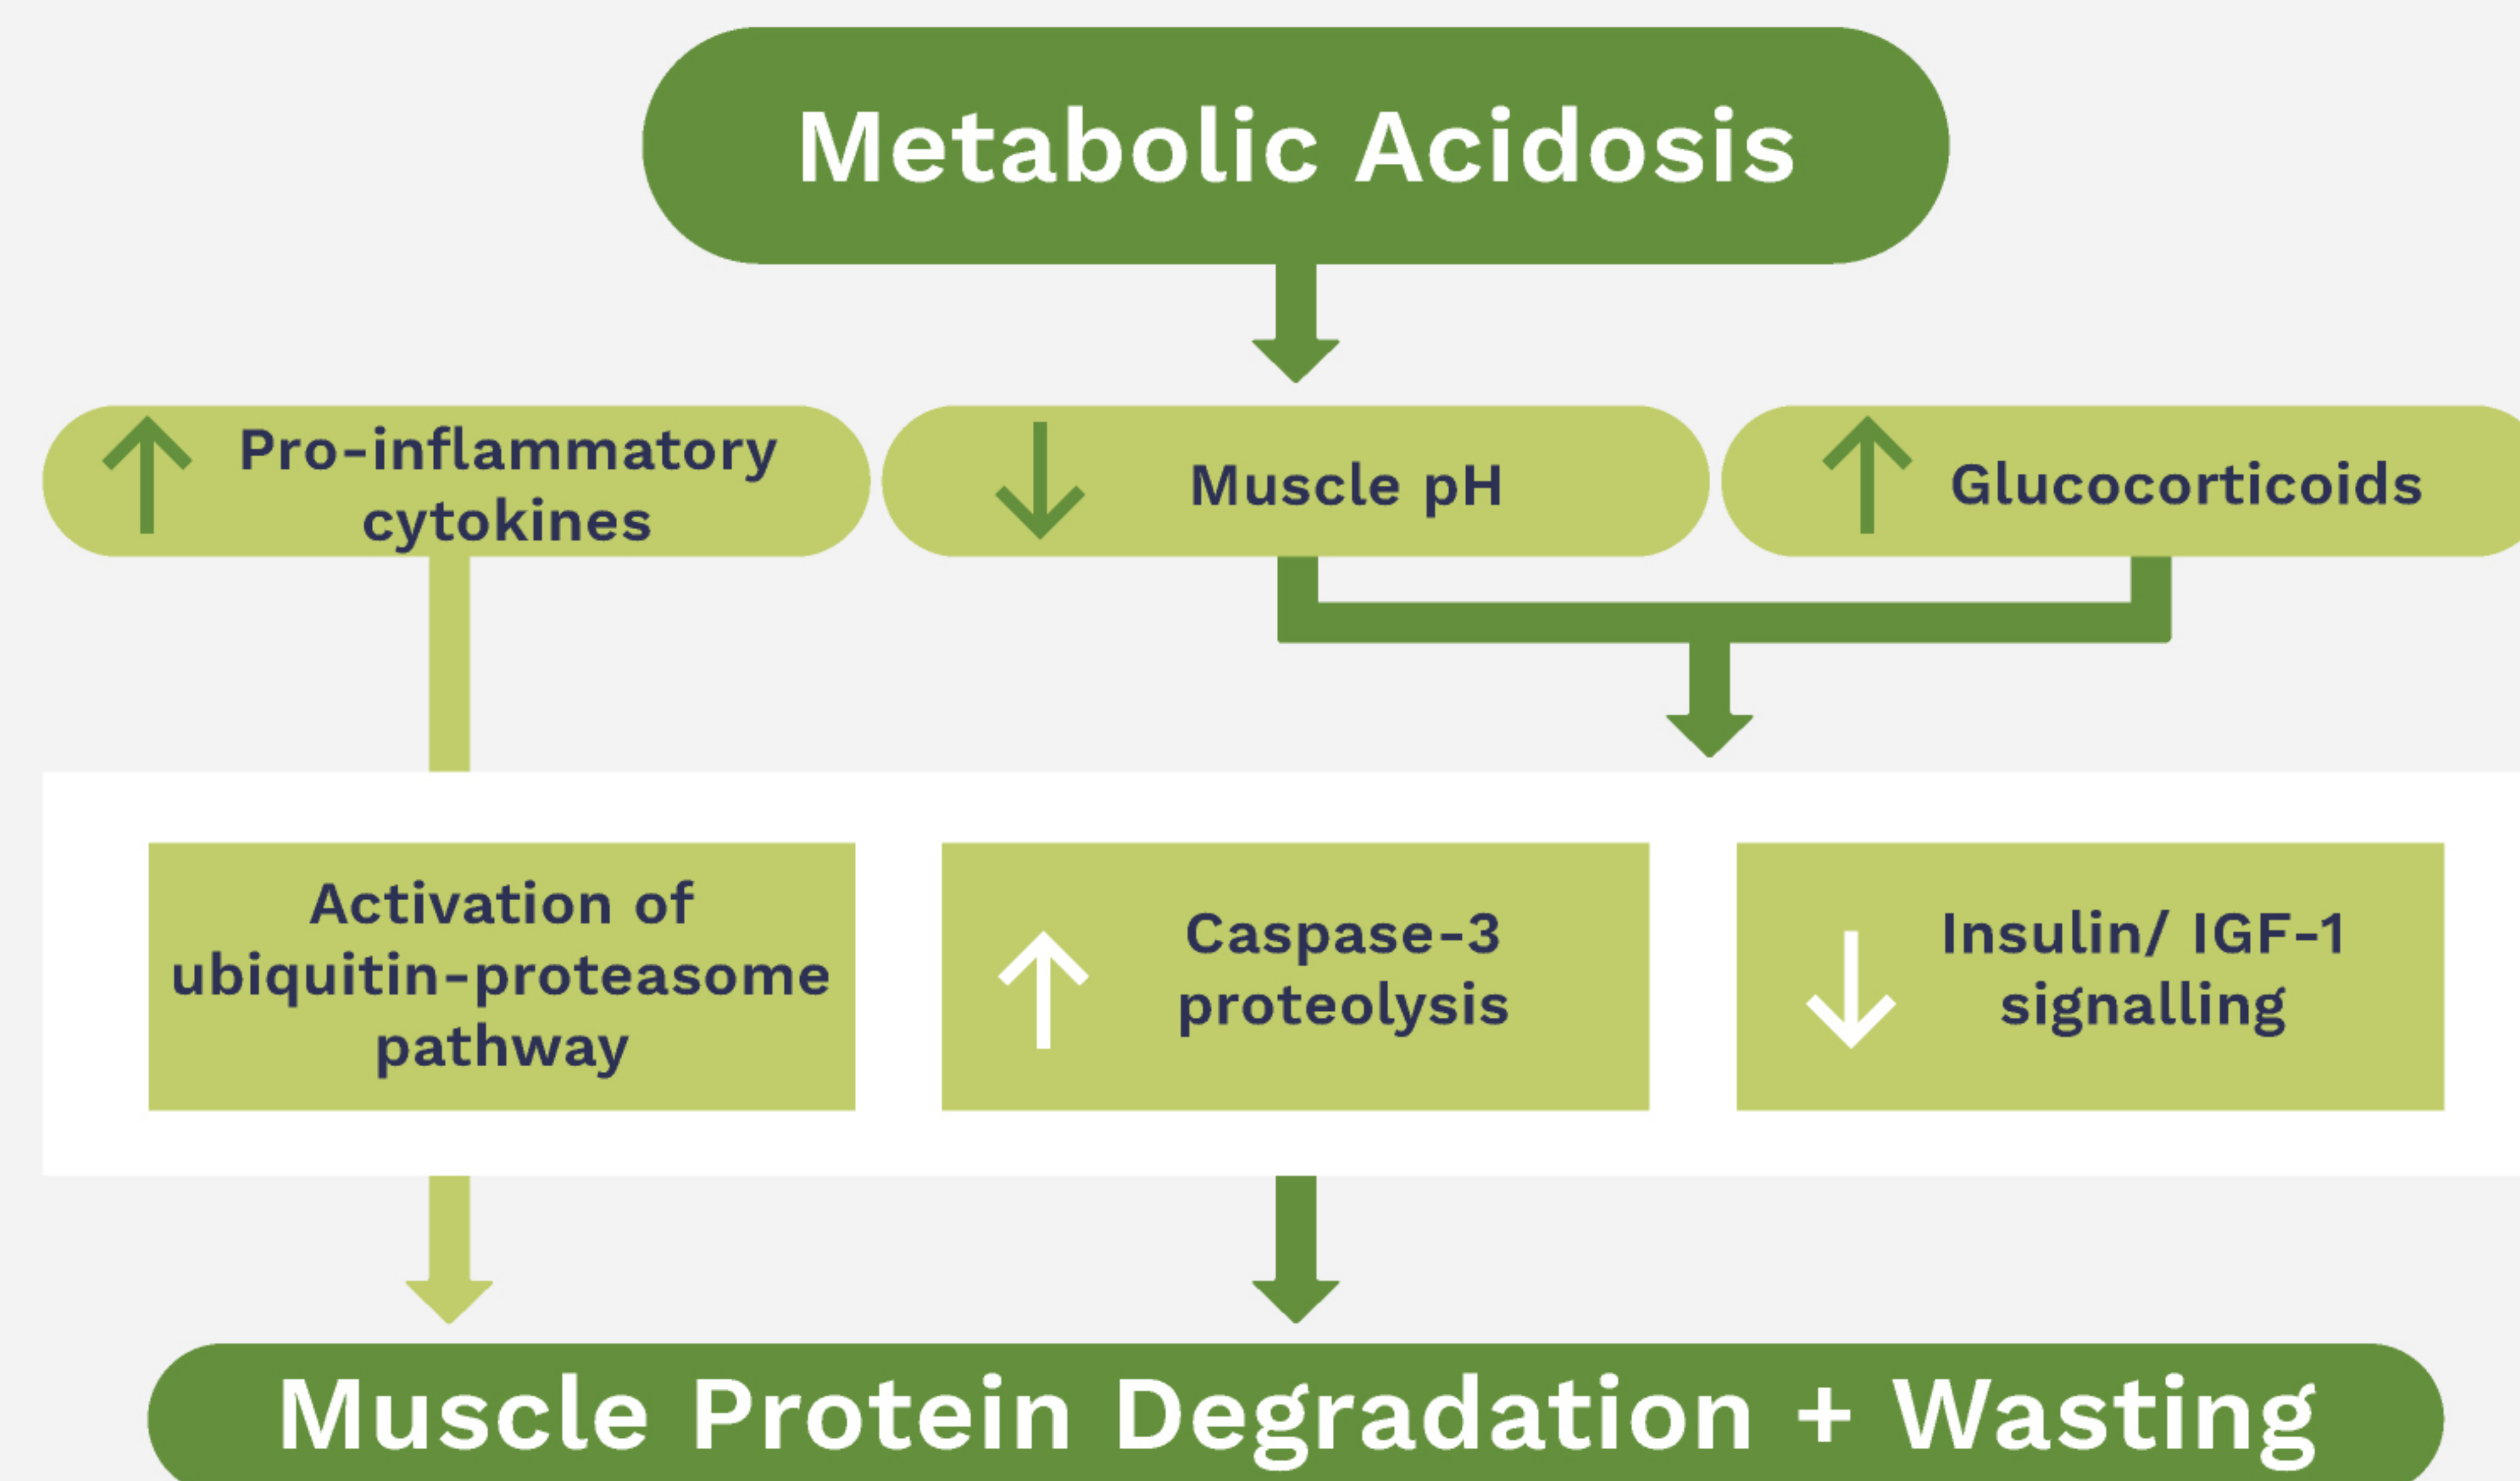 Metabolic Acidosis
Pro-inflammatory
cytokines
Muscle pH
Glucocorticoids
Activation of
ubiquitin-proteasome
pathway
Caspase-3
proteolysis
Insulin/ IGF-1
signalling
Muscle Protein Degradation + Wasting